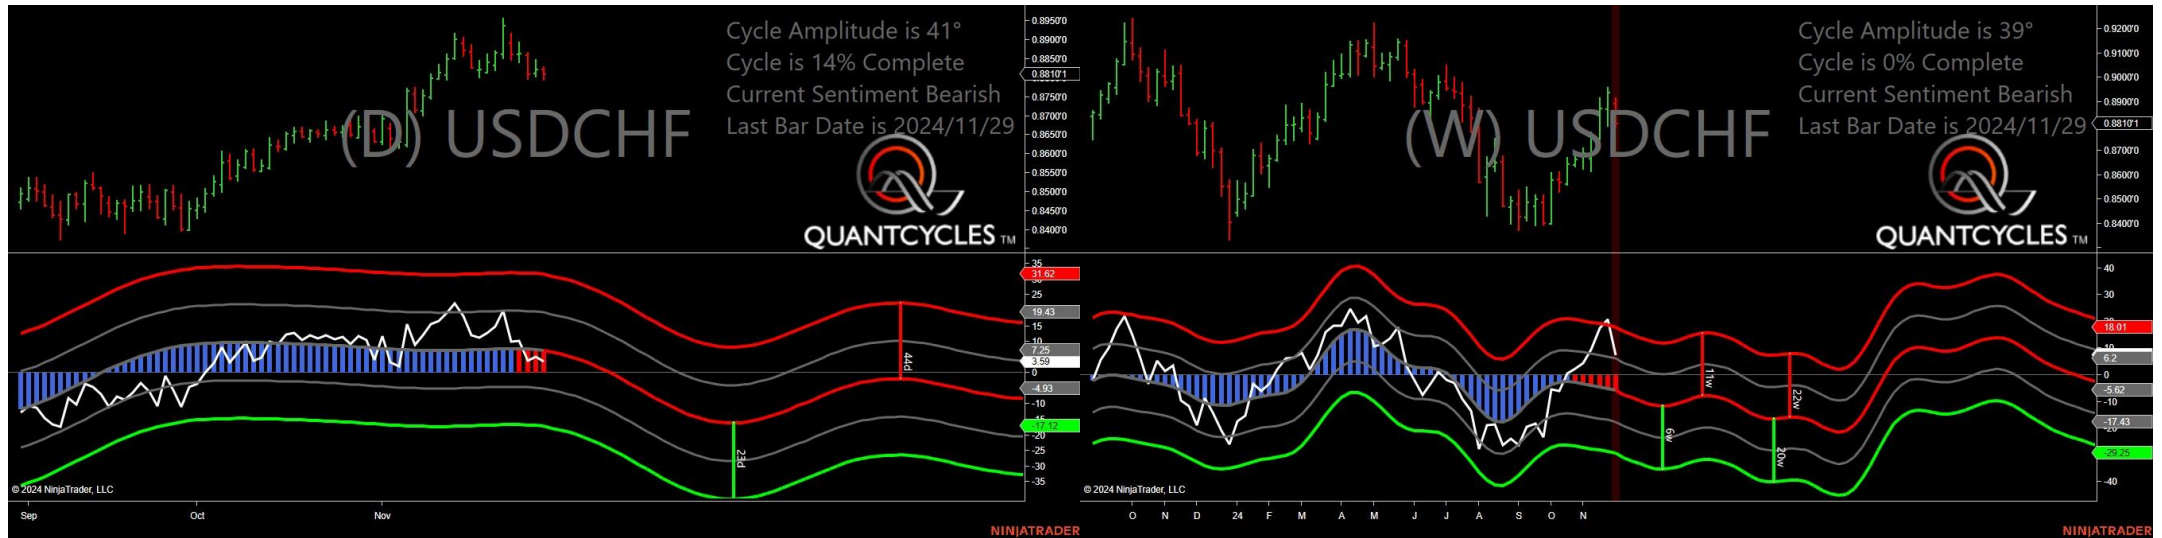 Cycle Amplitude is 41°
Cycle is 14% Complete
Current Sentiment Bearish
Last Bar Date is 2024/11/29
(D) USDCHF
QUANTCYCLES TM
0.8950'0
0.8900'0
0.8850'0
0.8810'1
0.8750'0
0.8700'0
0.8650'0
0.8600'0
0.8550'0
0.8500'0
0.8450'0
0.8400'0
35
31.62
25
19.43
15
10
7.25
3.59
0
-4.93
-10
-15
-17.12
-20
-25
-30
-35
44d
23d
© 2024 NinjaTrader, LLC
Sep Oct Nov
NINJATRADER
Cycle Amplitude is 39°
Cycle is 0% Complete
Current Sentiment Bearish
Last Bar Date is 2024/11/29
(W) USDCHF
QUANTCYCLES TM
0.9200'0
0.9100'0
0.9000'0
0.8900'0
0.8810'1
0.8700'0
0.8600'0
0.8500'0
0.8400'0
40
30
18.01
6.2
0
-5.62
-10
-17.43
-29.25
-40
11w
22w
6w
20w
© 2024 NinjaTrader, LLC
O N D 24 F M A M J J A S O N
NINJATRADER